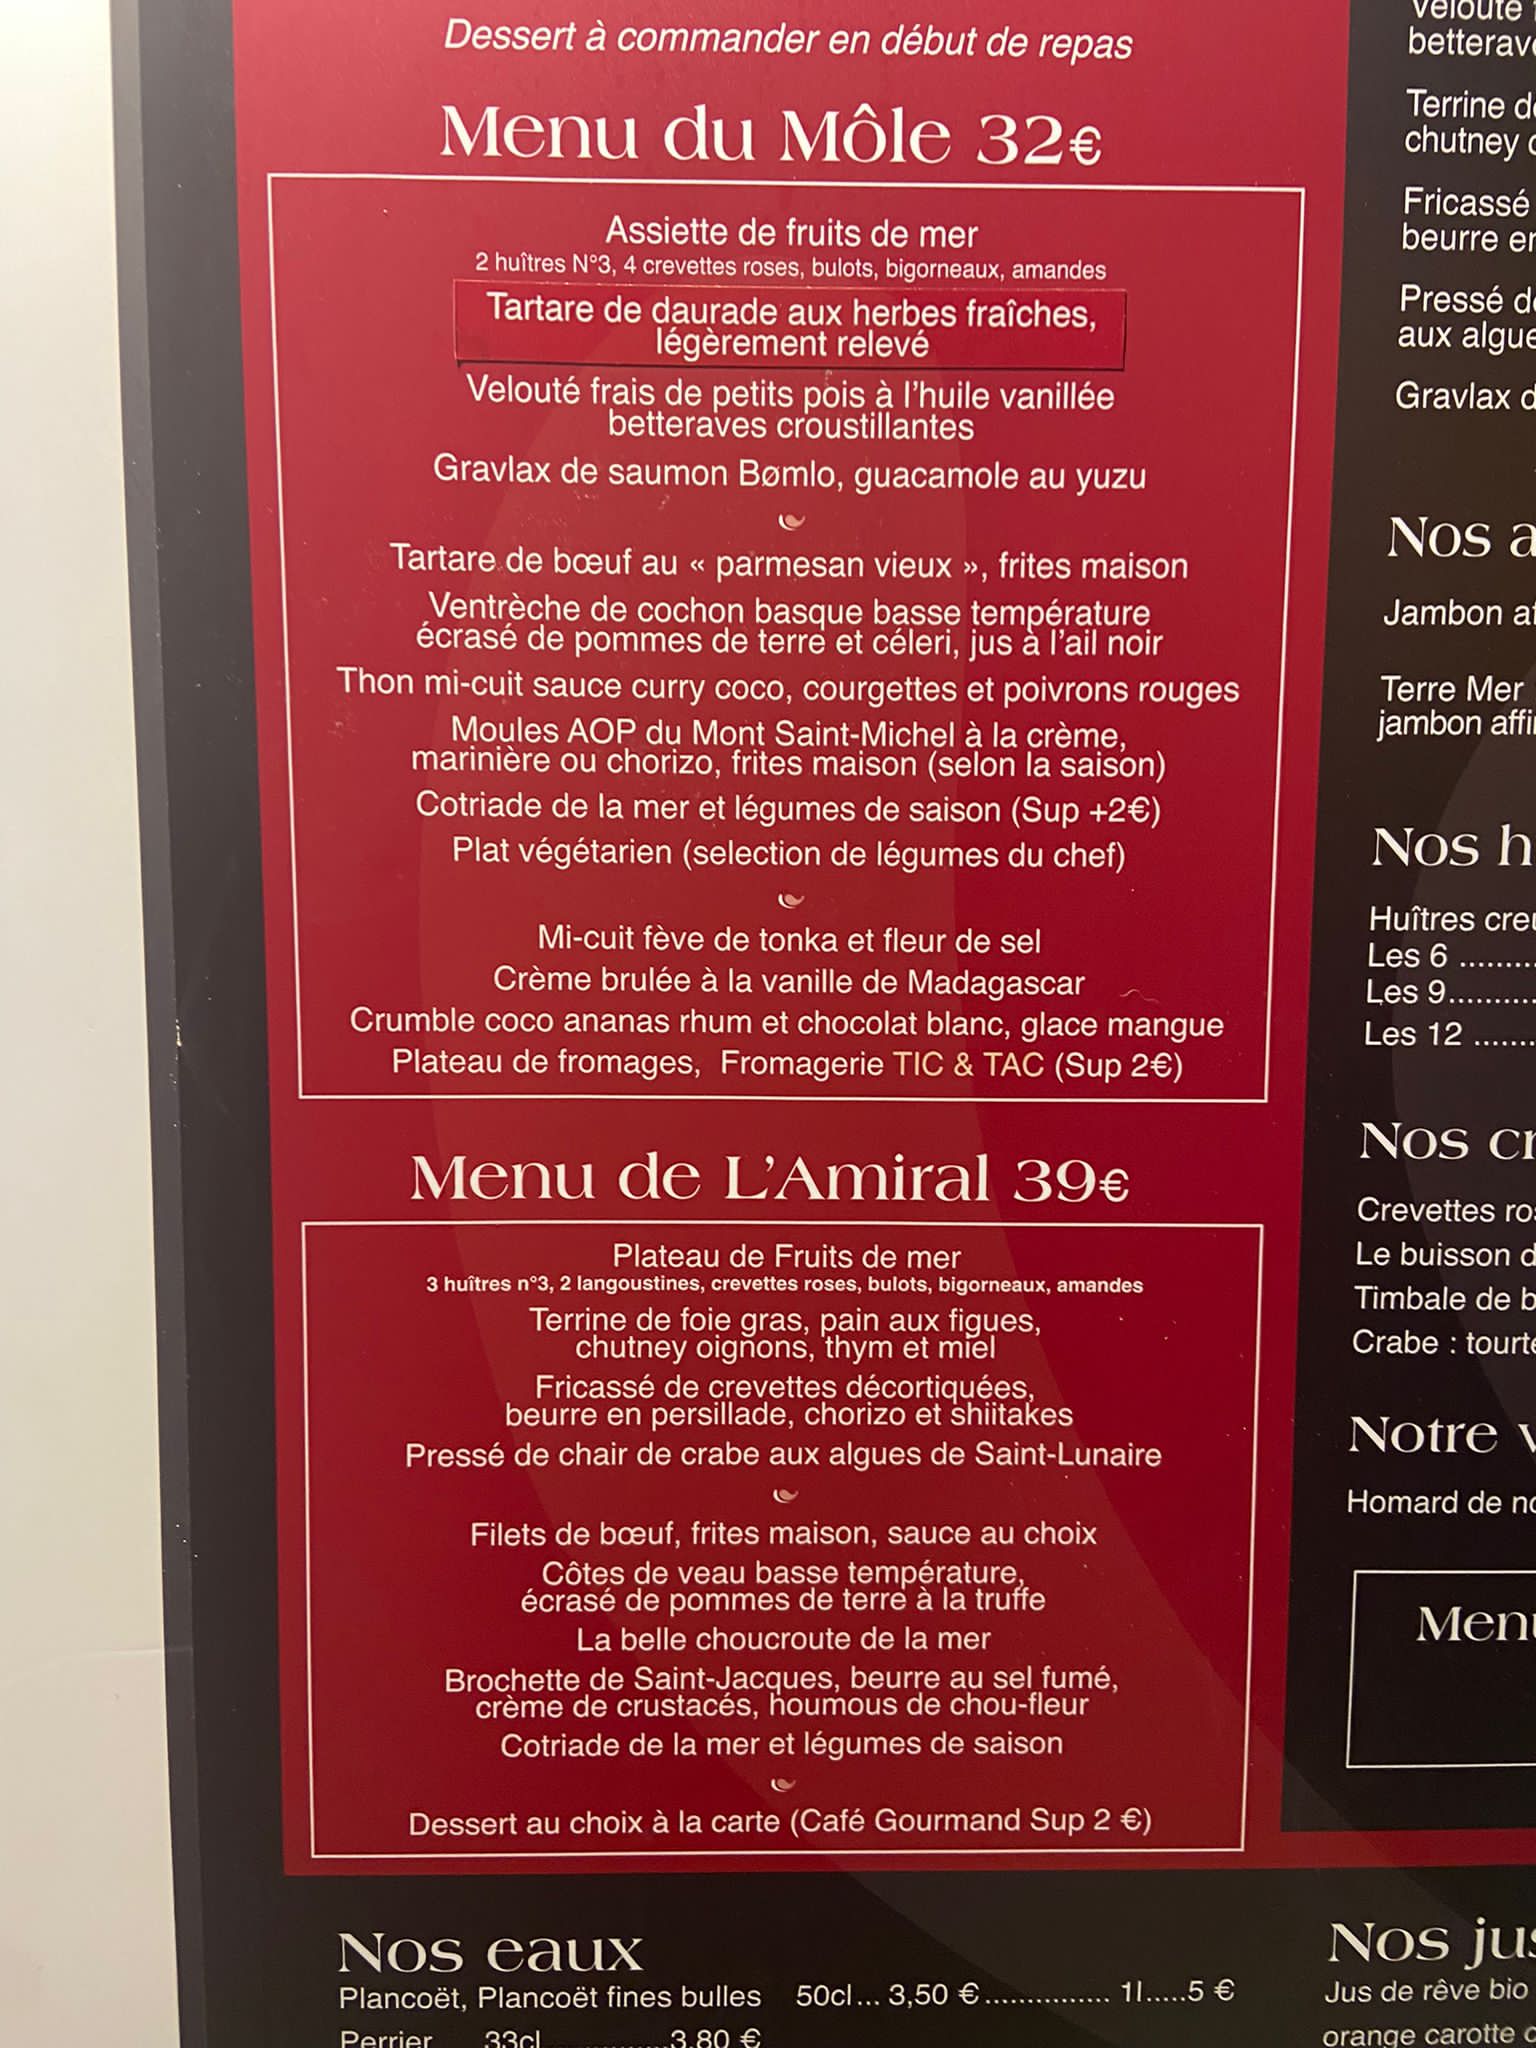 Dessert à commander en début de repas
Menu du Môle 32€
Assiette de fruits de mer
2 huîtres N°3, 4 crevettes roses, bulots, bigorneaux, amandes
Tartare de daurade aux herbes fraîches,
légèrement relevé
Velouté frais de petits pois à l'huile vanillée
betteraves croustillantes
Gravlax de saumon Bømlo, guacamole au yuzu
Tartare de bœuf au « parmesan vieux », frites maison
Ventrèche de cochon basque basse température
écrasé de pommes de terre et céleri, jus à l'ail noir
Thon mi-cuit sauce curry coco, courgettes et poivrons rouges
Moules AOP du Mont Saint-Michel à la crème,
marinière ou chorizo, frites maison (selon la saison)
Cotriade de la mer et légumes de saison (Sup +2€)
Plat végétarien (selection de légumes du chef)
Mi-cuit fève de tonka et fleur de sel
Crème brulée à la vanille de Madagascar
Crumble coco ananas rhum et chocolat blanc, glace mangue
Plateau de fromages, Fromagerie TIC & TAC (Sup 2€)
Menu de L'Amiral 39€
Plateau de Fruits de mer
3 huîtres n°3, 2 langoustines, crevettes roses, bulots, bigorneaux, amandes
Terrine de foie gras, pain aux figues,
chutney oignons, thym et miel
Fricassé de crevettes décortiquées,
beurre en persillade, chorizo et shiitakes
Pressé de chair de crabe aux algues de Saint-Lunaire
Filets de bœuf, frites maison, sauce au choix
Côtes de veau basse température,
écrasé de pommes de terre à la truffe
La belle choucroute de la mer
Brochette de Saint-Jacques, beurre au sel fumé,
crème de crustacés, houmous de chou-fleur
Cotriade de la mer et légumes de saison
Dessert au choix à la carte (Café Gourmand Sup 2 €)
Nos eaux
Plancoët, Plancoët fines bulles 50cl... 3,50 €............... 1l.....5 €
Perrier 33cl..............3,80 €
Velouté
Terrine
chutney
Fricassé
beurre
Pressé
aux
Gravlax
Nos
Jambon
Terre Mer
jambon
Nos
Huîtres
Les 6 .........
Les 9..........
Les 12 .......
Nos
Crevettes
Le buisson
Timbale de
Crabe :
Notre
Homard de
Nos
Jus de rêve bio
orange carotte